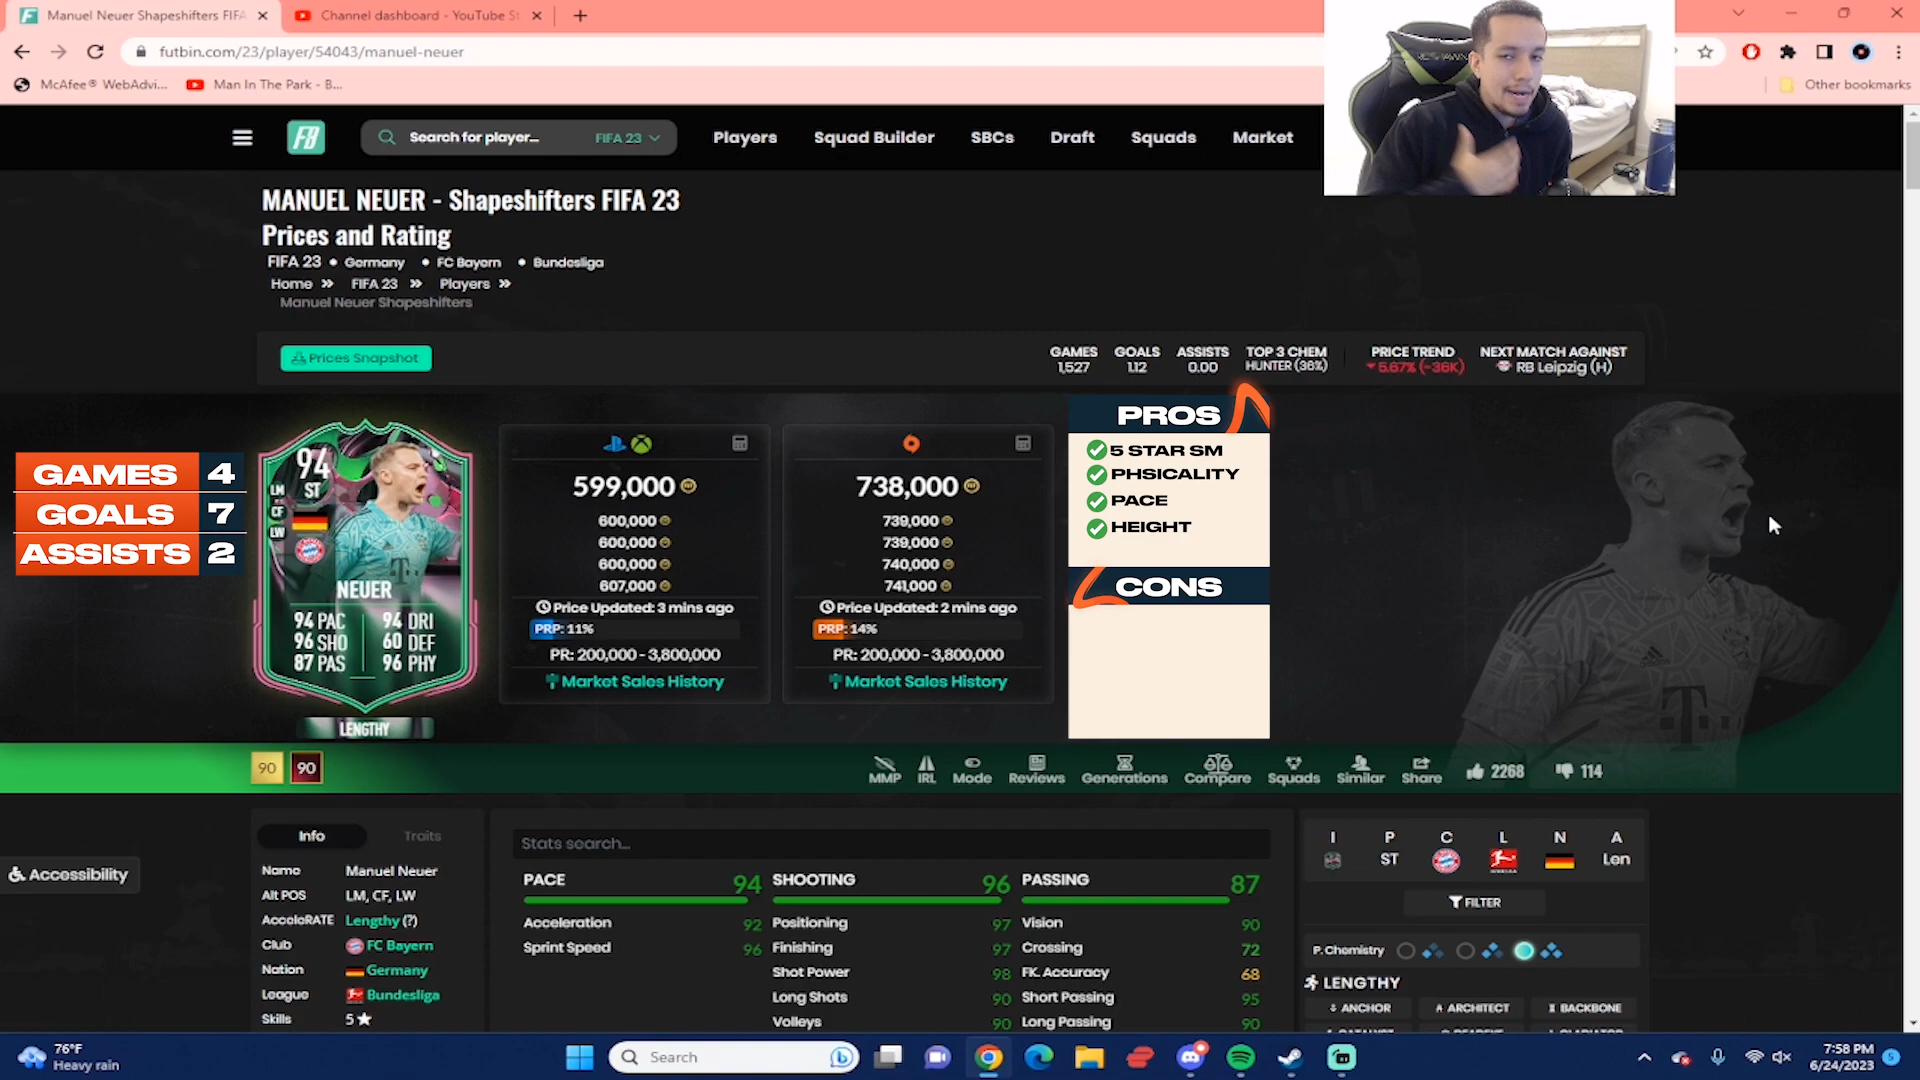 Manuel Neuer Shapeshifters FIFA
Channel dashboard - YouTube St
futbin.com/23/player/54043/manuel-neuer
McAfee® WebAdvi...
Man In The Park - B...
Other bookmarks
FB
Search for player...
FIFA 23
Players
Squad Builder
SBCs
Draft
Squads
Market
MANUEL NEUER - Shapeshifters FIFA 23
Prices and Rating
FIFA 23 • Germany • FC Bayern • Bundesliga
Home » FIFA 23 » Players »
Manuel Neuer Shapeshifters
Prices Snapshot
GAMES
1,527
GOALS
1.12
ASSISTS
0.00
TOP 3 CHEM
HUNTER (36%)
PRICE TREND
5.67% (-36K)
NEXT MATCH AGAINST
RB Leipzig (H)
GAMES 4
GOALS 7
ASSISTS 2
94
ST
LM
CF
LW
NEUER
94 PAC 94 DRI
96 SHO 60 DEF
87 PAS 96 PHY
LENGTHY
599,000
600,000
600,000
600,000
607,000
Price Updated: 3 mins ago
PRP: 11%
PR: 200,000 - 3,800,000
Market Sales History
738,000
739,000
739,000
740,000
741,000
Price Updated: 2 mins ago
PRP: 14%
PR: 200,000 - 3,800,000
Market Sales History
PROS
5 STAR SM
PHSICALITY
PACE
HEIGHT
CONS
90
90
MMP
IRL
Mode
Reviews
Generations
Compare
Squads
Similar
Share
2268
114
Accessibility
Info
Traits
Name Manuel Neuer
Alt POS LM, CF, LW
AcceleRATE Lengthy (?)
Club FC Bayern
Nation Germany
League Bundesliga
Skills 5★
Stats search...
PACE 94
Acceleration 92
Sprint Speed 96
SHOOTING 96
Positioning 97
Finishing 97
Shot Power 98
Long Shots 90
Volleys 90
PASSING 87
Vision 90
Crossing 72
FK. Accuracy 68
Short Passing 95
Long Passing 90
I P C L N A
ST
Len
FILTER
P. Chemistry
LENGTHY
ANCHOR
ARCHITECT
BACKBONE
76°F
Heavy rain
Search
7:58 PM
6/24/2023
5